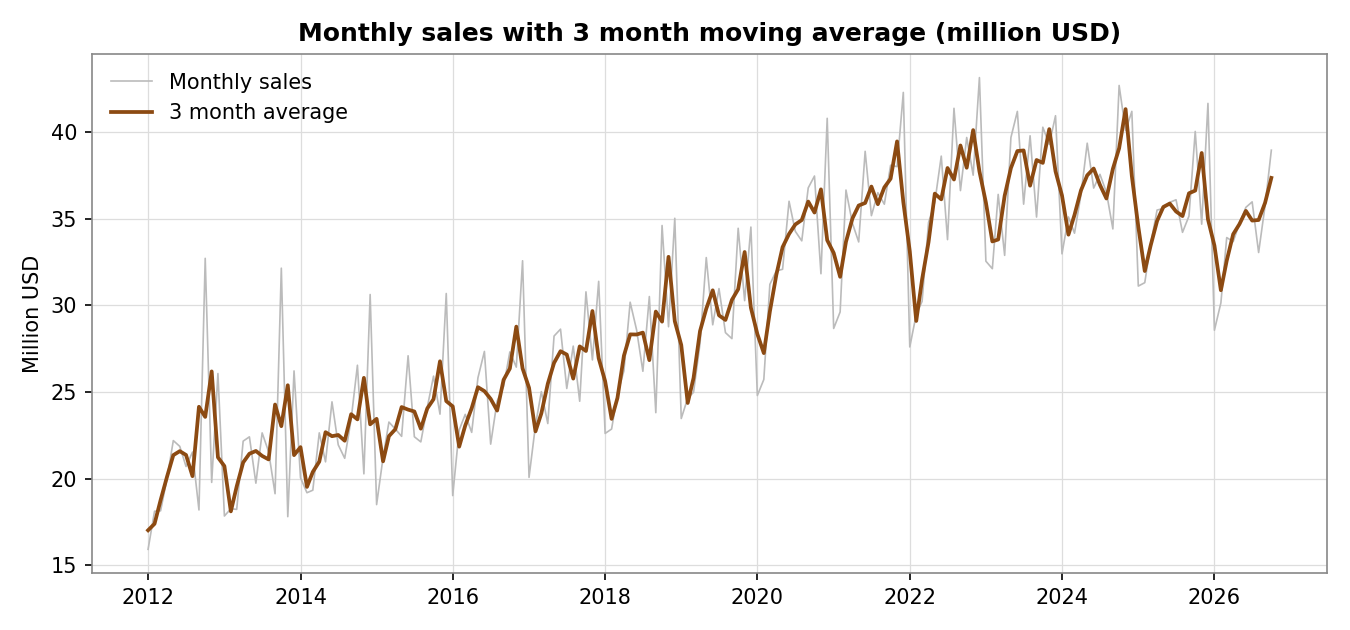 Monthly sales with 3 month moving average (million USD)
Monthly sales
3 month average
Million USD
40
35
30
25
20
15
2012 2014 2016 2018 2020 2022 2024 2026